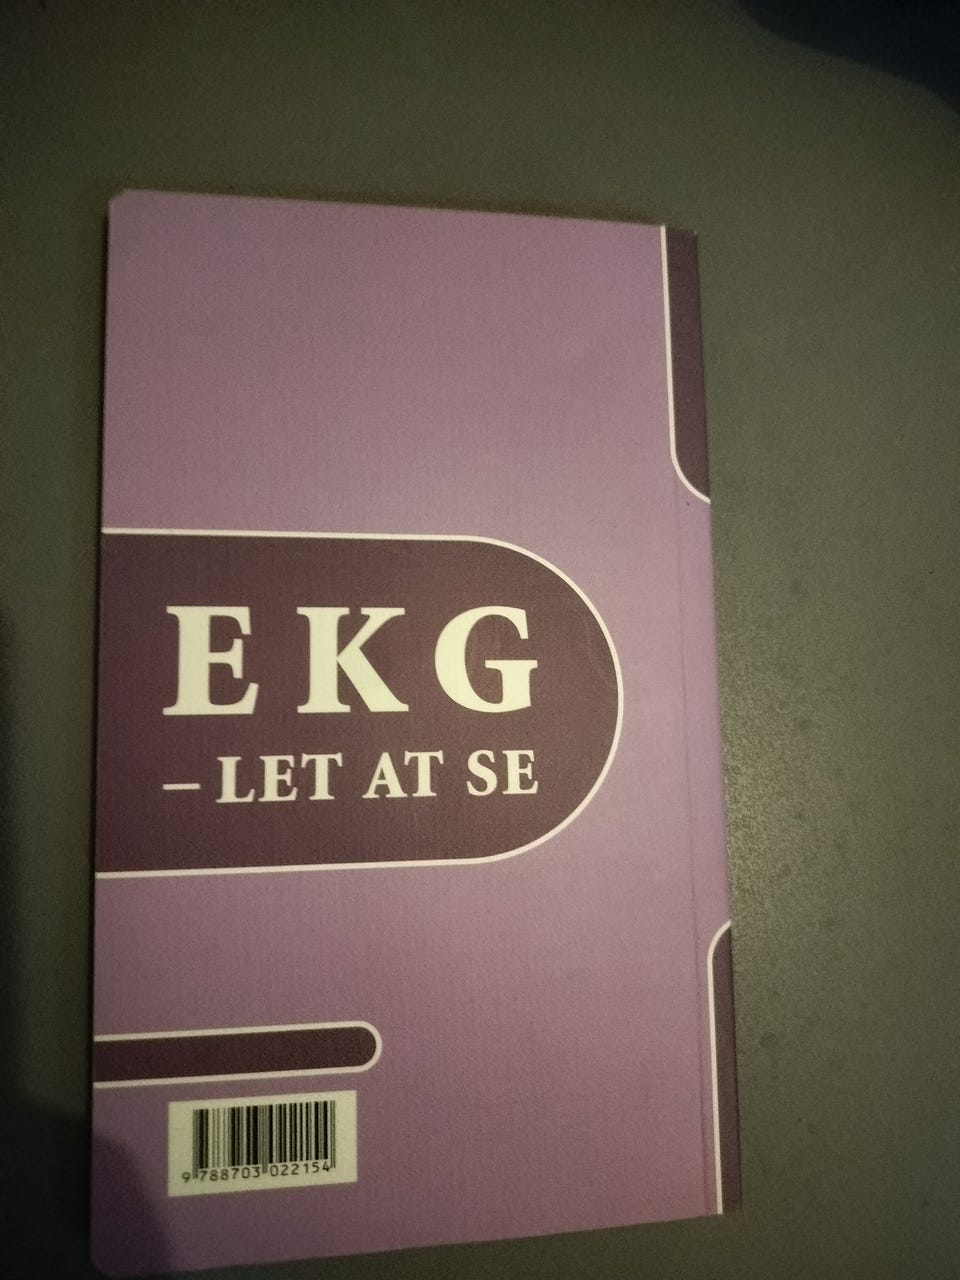 EKG
– LET AT SE
9 788703 022154